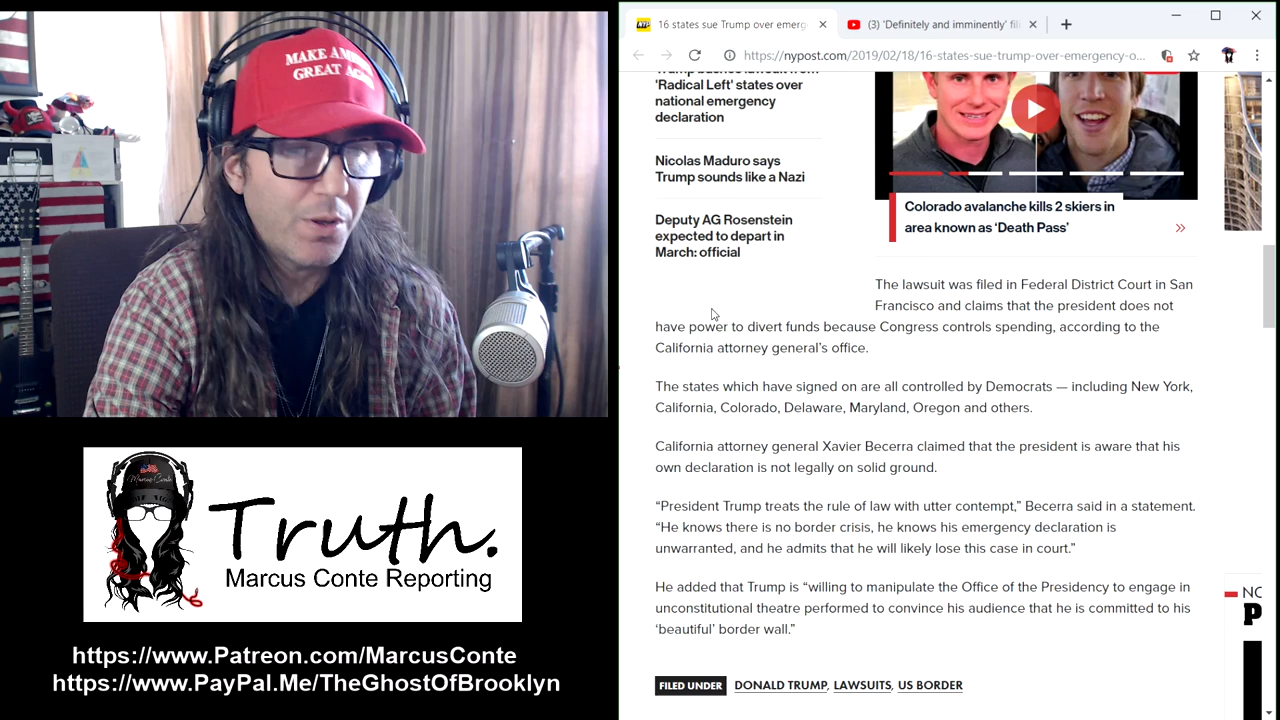 MAKE AMERICA
GREAT AGAIN
Truth.
Marcus Conte Reporting
Marcus Conte
https://www.Patreon.com/MarcusConte
https://www.PayPal.Me/TheGhostOfBrooklyn
NYP
16 states sue Trump over emerg
(3) 'Definitely and imminently' fil
https://nypost.com/2019/02/18/16-states-sue-trump-over-emergency-o...
'Radical Left' states over
national emergency
declaration
Nicolas Maduro says
Trump sounds like a Nazi
Deputy AG Rosenstein
expected to depart in
March: official
Colorado avalanche kills 2 skiers in
area known as ‘Death Pass’
The lawsuit was filed in Federal District Court in San
Francisco and claims that the president does not
have power to divert funds because Congress controls spending, according to the
California attorney general’s office.
The states which have signed on are all controlled by Democrats — including New York,
California, Colorado, Delaware, Maryland, Oregon and others.
California attorney general Xavier Becerra claimed that the president is aware that his
own declaration is not legally on solid ground.
“President Trump treats the rule of law with utter contempt,” Becerra said in a statement.
“He knows there is no border crisis, he knows his emergency declaration is
unwarranted, and he admits that he will likely lose this case in court.”
He added that Trump is “willing to manipulate the Office of the Presidency to engage in
unconstitutional theatre performed to convince his audience that he is committed to his
‘beautiful’ border wall.”
FILED UNDER DONALD TRUMP, LAWSUITS, US BORDER
NO
P